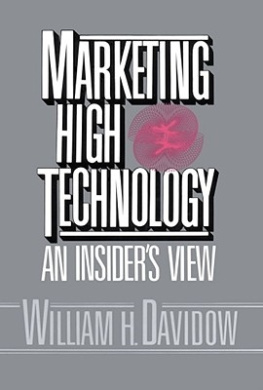 MARKETING
HIGH
TECHNOLOGY
AN INSIDER'S VIEW
WILLIAM H. DAVIDOW